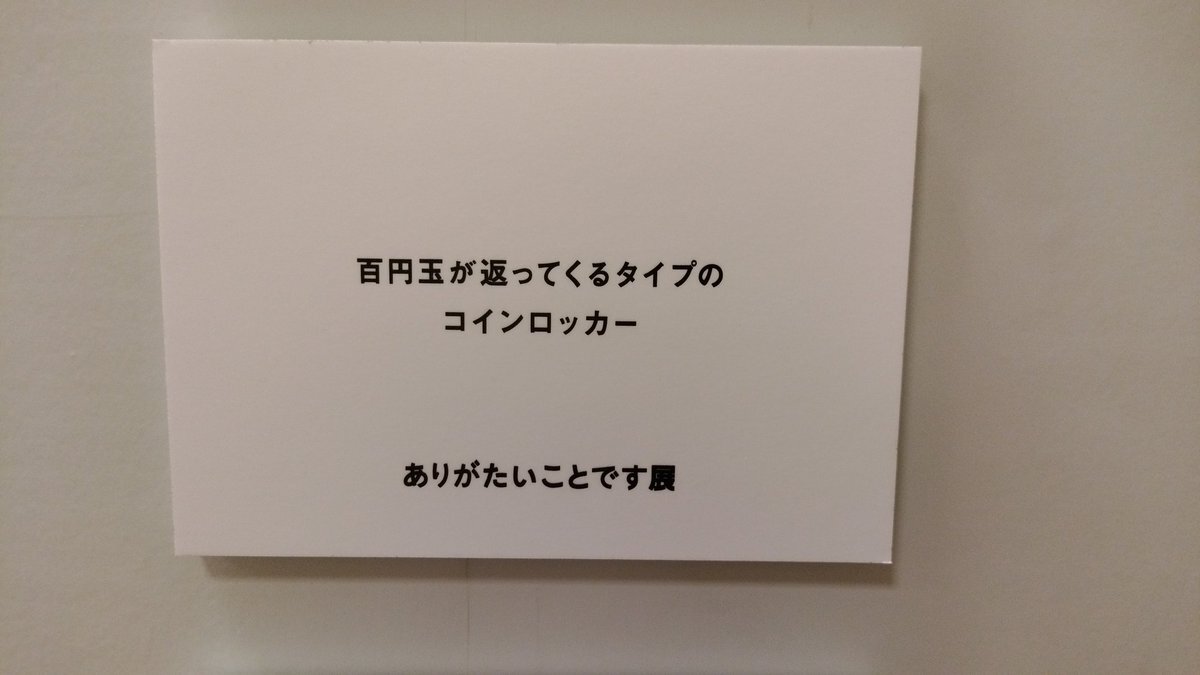 百円玉が返ってくるタイプの
コインロッカー
ありがたいことです展